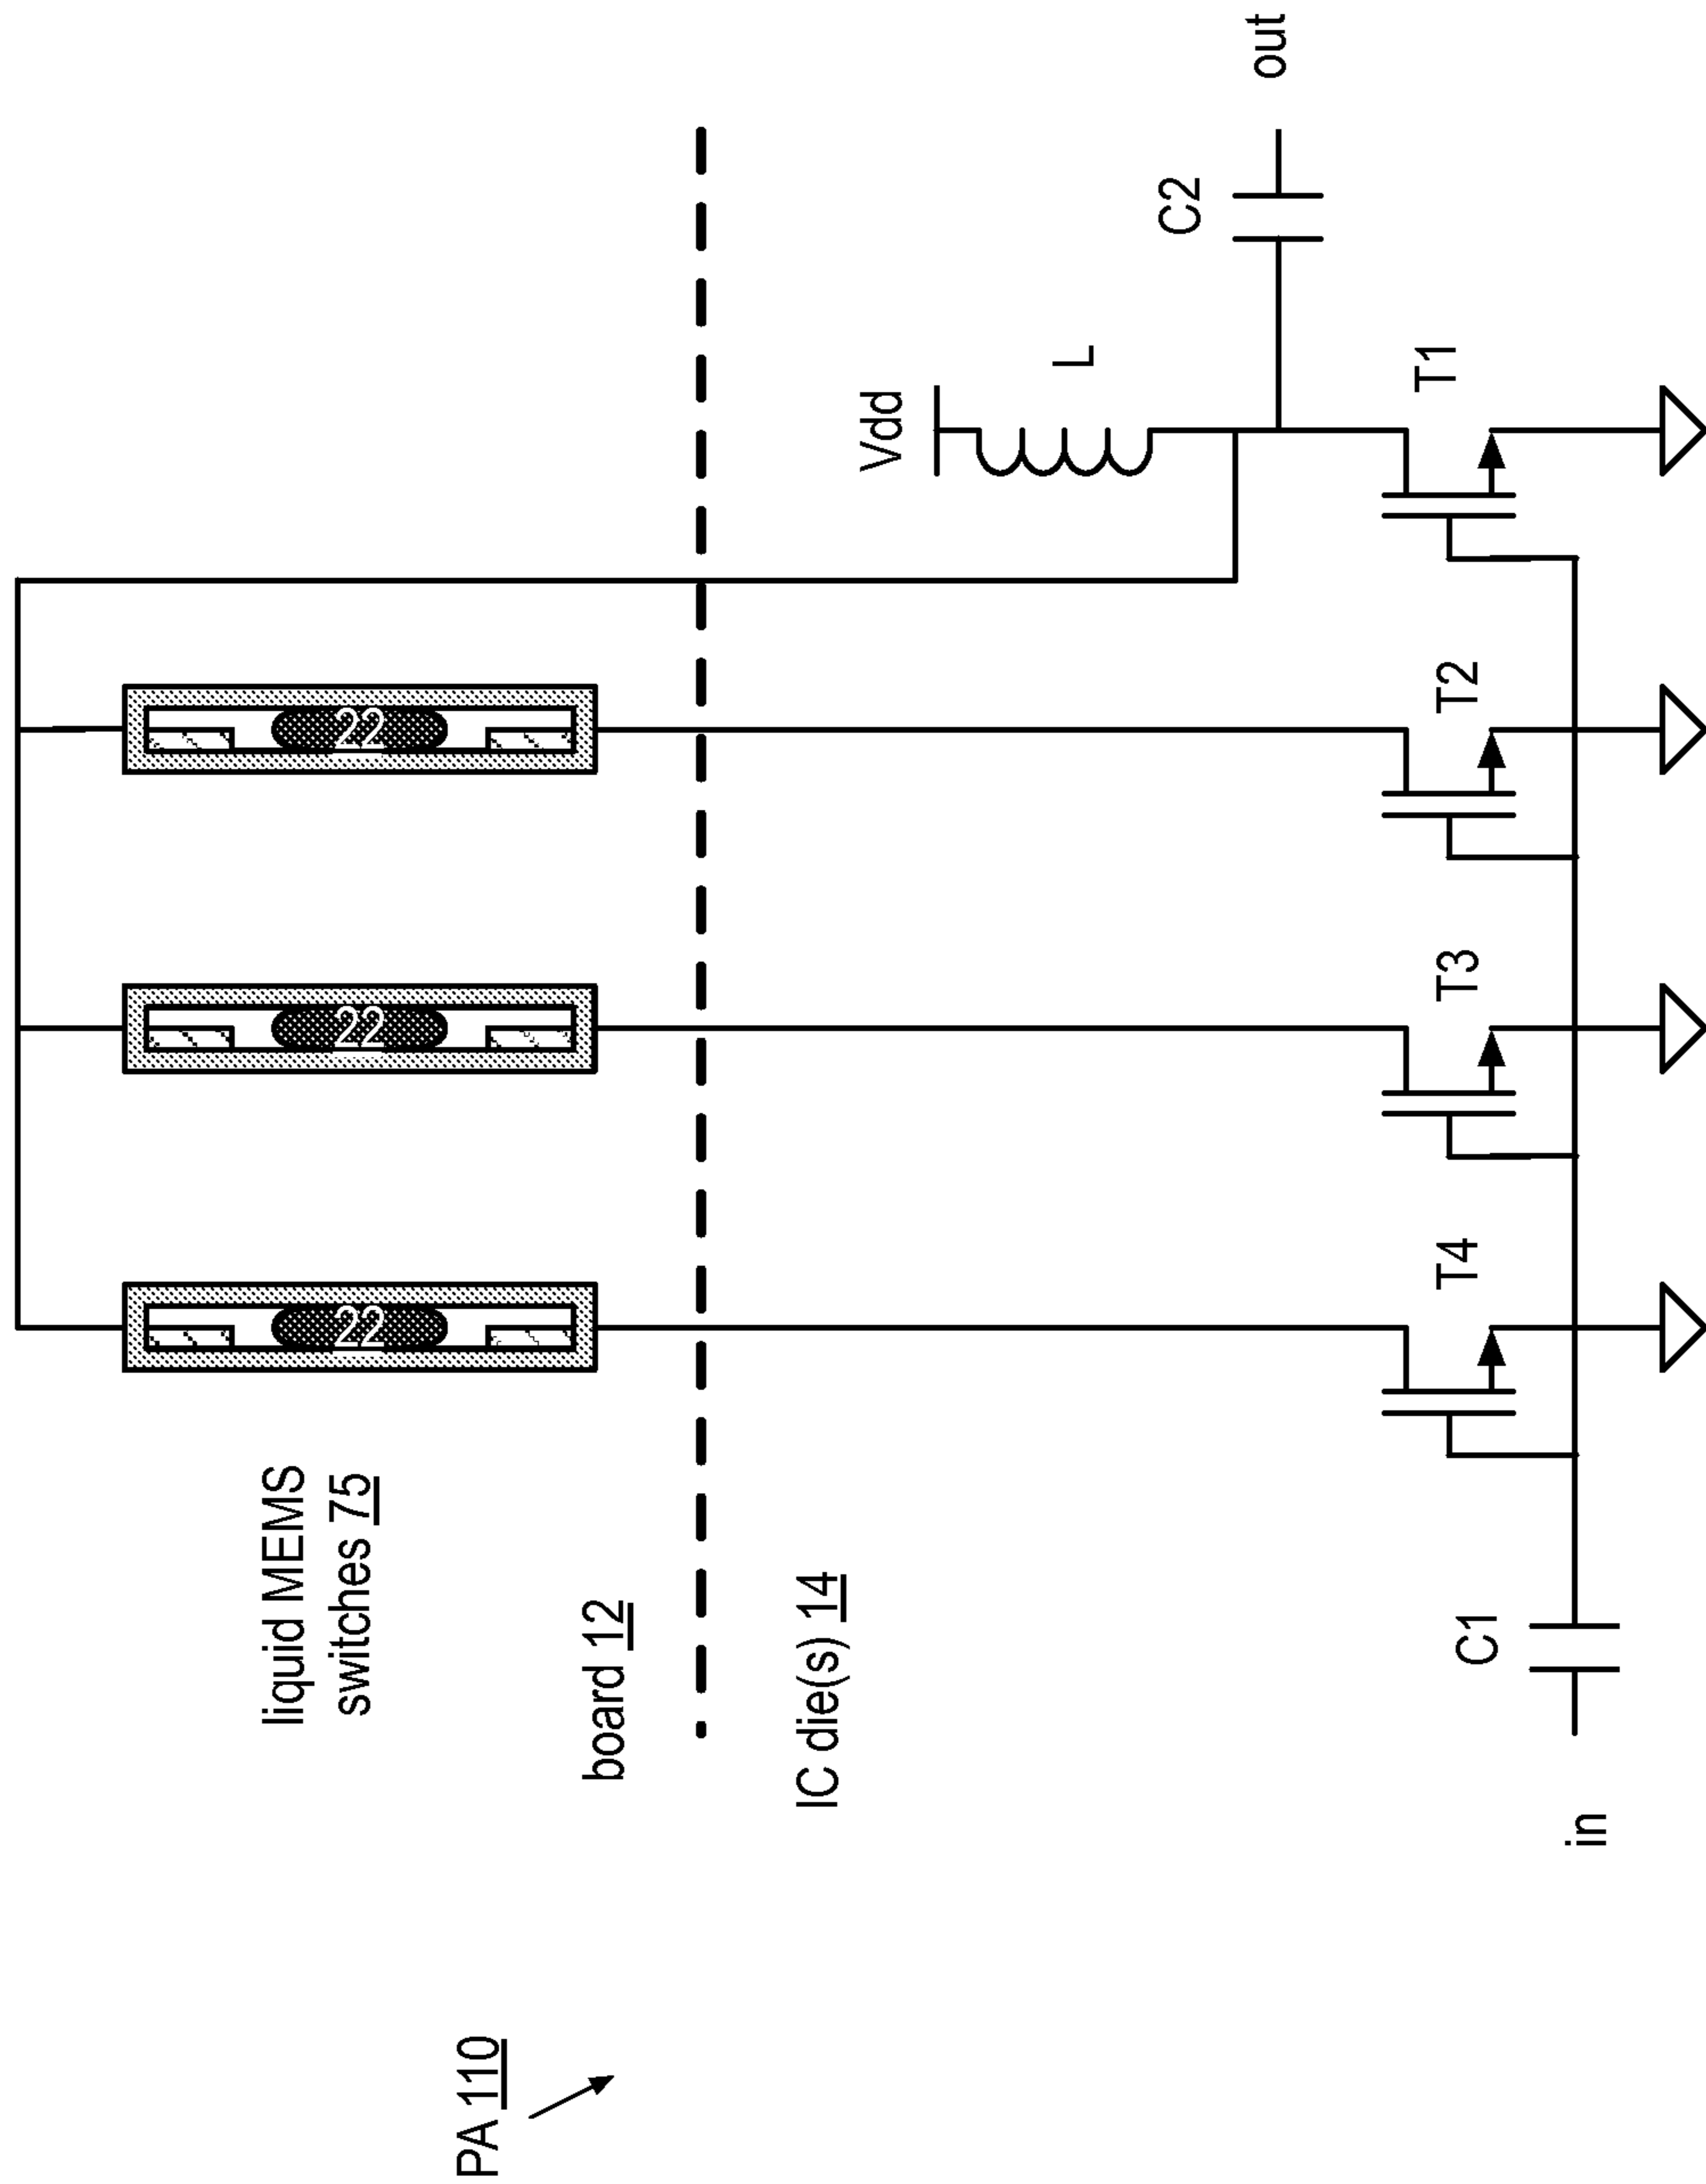 PA 110
liquid MEMS
switches 75
board 12
IC die(s) 14
22
22
22
Vdd
L
C2
out
T4
T3
T2
T1
C1
in